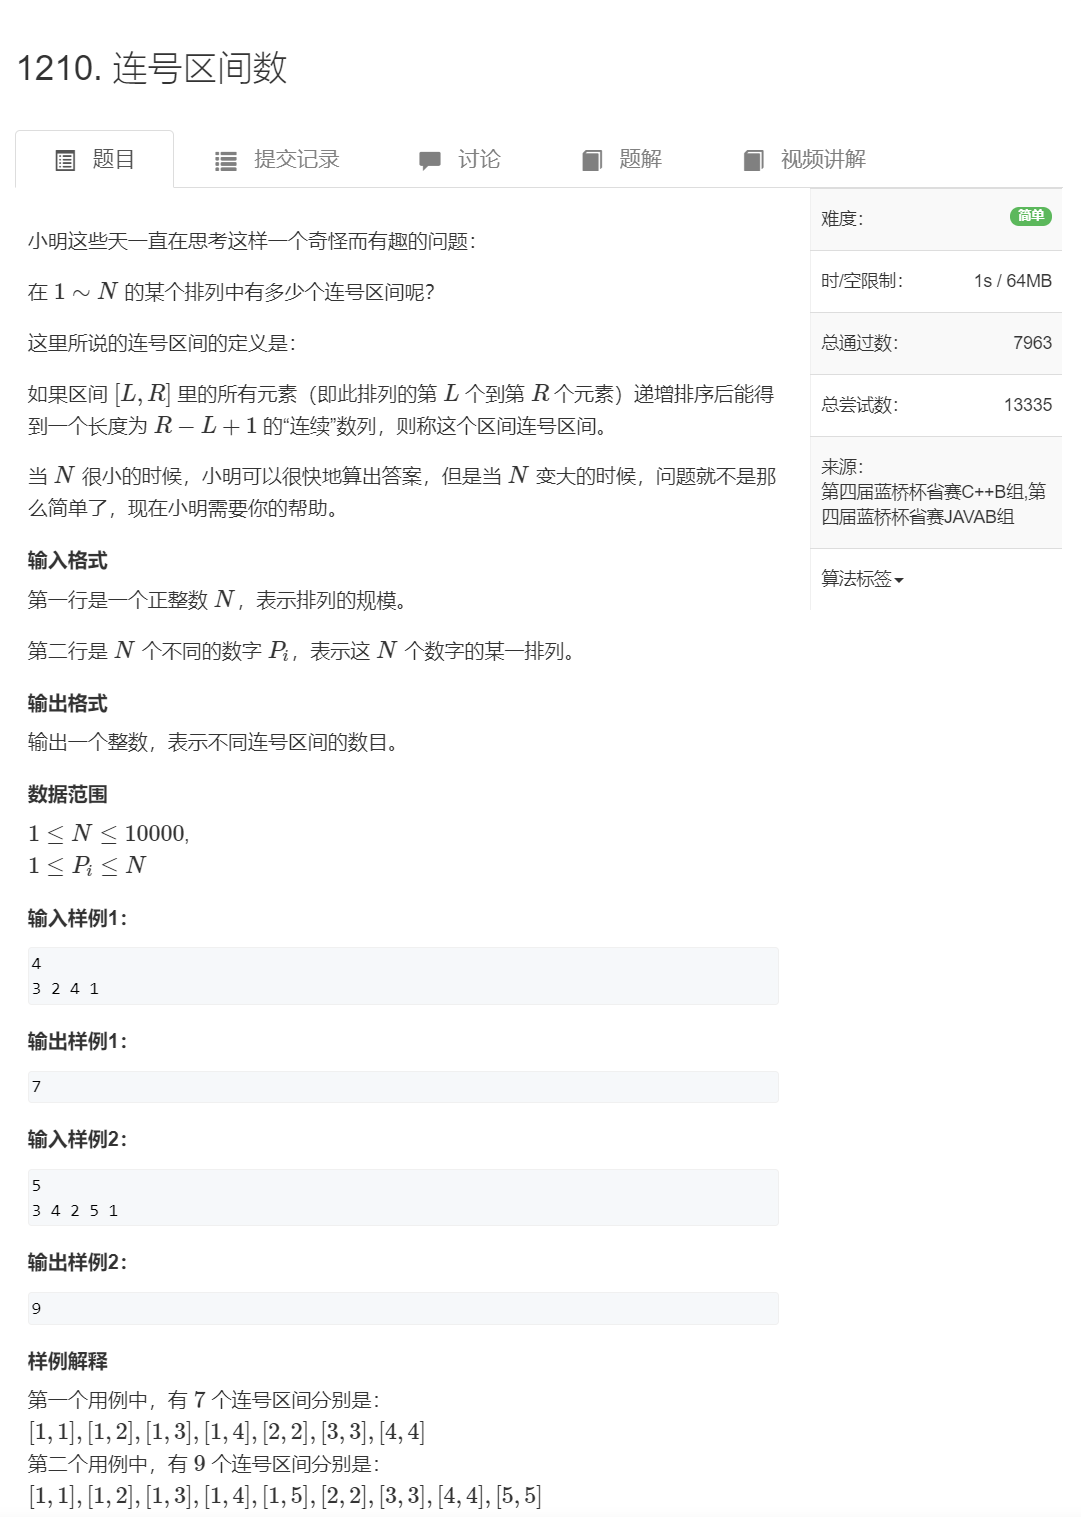 1210. 连号区间数
题目
提交记录
讨论
题解
视频讲解
小明这些天一直在思考这样一个奇怪而有趣的问题：
在 1 ∼ N 的某个排列中有多少个连号区间呢？
这里所说的连号区间的定义是：
如果区间 [L, R] 里的所有元素（即此排列的第 L 个到第 R 个元素）递增排序后能得
到一个长度为 R − L + 1 的“连续”数列，则称这个区间连号区间。
当 N 很小的时候，小明可以很快地算出答案，但是当 N 变大的时候，问题就不是那
么简单了，现在小明需要你的帮助。
输入格式
第一行是一个正整数 N，表示排列的规模。
第二行是 N 个不同的数字 Pi，表示这 N 个数字的某一排列。
输出格式
输出一个整数，表示不同连号区间的数目。
数据范围
1 ≤ N ≤ 10000,
1 ≤ Pi ≤ N
输入样例1：
4
3 2 4 1
输出样例1：
7
输入样例2：
5
3 4 2 5 1
输出样例2：
9
样例解释
第一个用例中，有 7 个连号区间分别是：
[1, 1], [1, 2], [1, 3], [1, 4], [2, 2], [3, 3], [4, 4]
第二个用例中，有 9 个连号区间分别是：
[1, 1], [1, 2], [1, 3], [1, 4], [1, 5], [2, 2], [3, 3], [4, 4], [5, 5]
难度： 简单
时/空限制： 1s / 64MB
总通过数： 7963
总尝试数： 13335
来源：
第四届蓝桥杯省赛C++B组,第
四届蓝桥杯省赛JAVAB组
算法标签